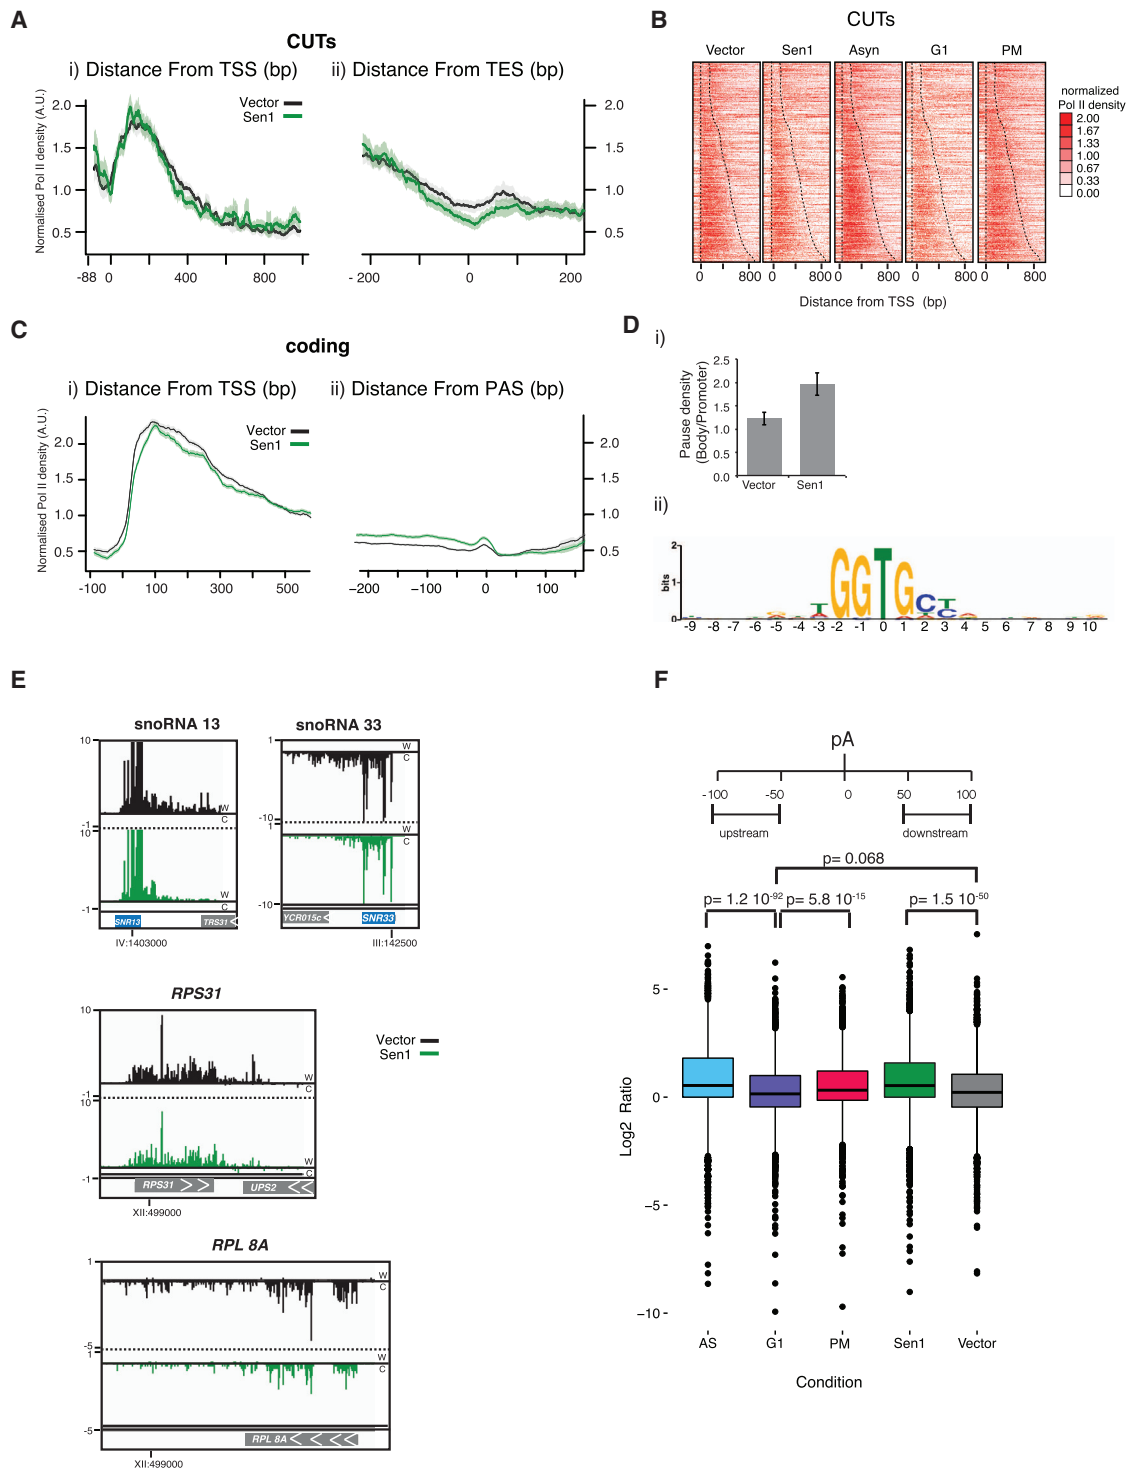 A
CUTs
i) Distance From TSS (bp)
ii) Distance From TES (bp)
Normalised Pol II density (A.U.)
2.0
1.5
1.0
0.5
Vector
Sen1
2.0
1.5
1.0
0.5
-88 0 400 800
- 200 0 200
B
CUTs
Vector Sen1 Asyn G1 PM
normalized
Pol II density
2.00
1.67
1.33
1.00
0.67
0.33
0.00
0 800 0 800 0 800 0 800 0 800
Distance from TSS (bp)
C
coding
i) Distance From TSS (bp)
ii) Distance From PAS (bp)
Normalised Pol II density (A.U.)
2.0
1.5
1.0
0.5
Vector
Sen1
2.0
1.5
1.0
0.5
-100 100 300 500
-200 -100 0 100
D
i)
Pause density
(Body/Promoter)
2.5
2.0
1.5
1.0
0.5
0.0
Vector Sen1
ii)
bits
2
1
GGTGCT
-9 -8 -7 -6 -5 -4 -3 -2 -1 0 1 2 3 4 5 6 7 8 9 10
E
snoRNA 13
10
W
C
-1
10
W
C
-1
SNR13 TRS31
IV:1403000
snoRNA 33
1
W
C
-10
1
W
C
-10
YCR015c SNR33
III:142500
RPS31
10
W
C
-1
10
W
C
-1
RPS31 UPS2
XII:499000
Vector
Sen1
RPL 8A
1
W
C
-5
1
W
C
-5
RPL 8A
XII:499000
F
pA
-100 -50 0 50 100
upstream downstream
p= 0.068
p= 1.2 10-92 p= 5.8 10-15 p= 1.5 10-50
Log2 Ratio
5
0
−5
−10
AS G1 PM Sen1 Vector
Condition